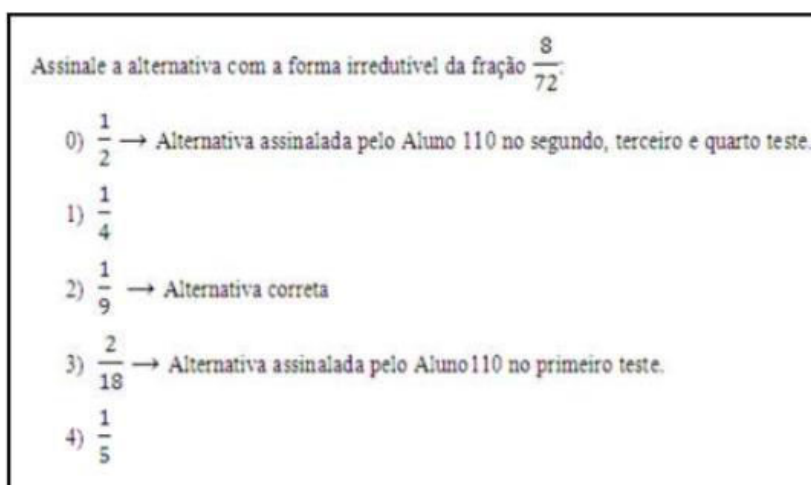 Assinale a alternativa com a forma irredutível da fração 8/72:
0) 1/2 → Alternativa assinalada pelo Aluno 110 no segundo, terceiro e quarto teste.
1) 1/4
2) 1/9 → Alternativa correta
3) 2/18 → Alternativa assinalada pelo Aluno110 no primeiro teste.
4) 1/5